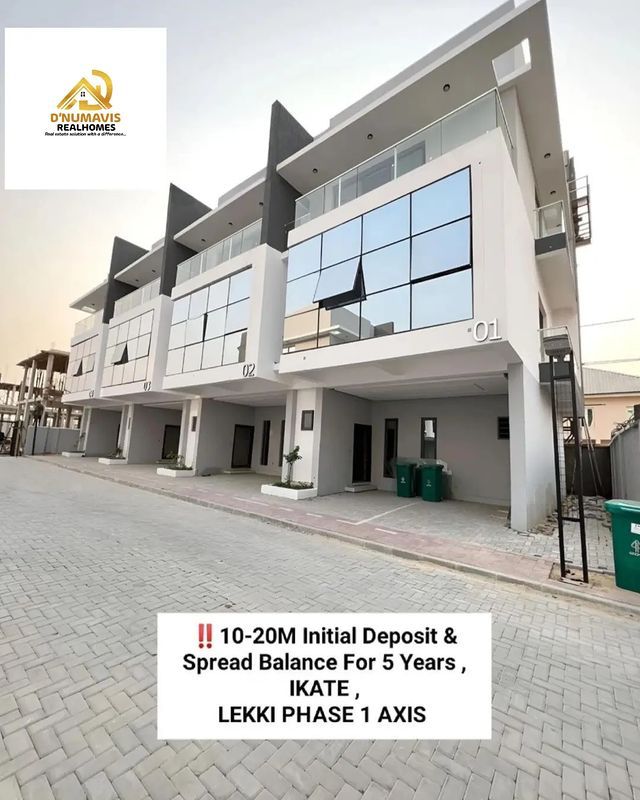 D'NUMAVIS
REALHOMES
Real estate solution with a difference...
01
02
03
‼️10-20M Initial Deposit &
Spread Balance For 5 Years ,
IKATE ,
LEKKI PHASE 1 AXIS